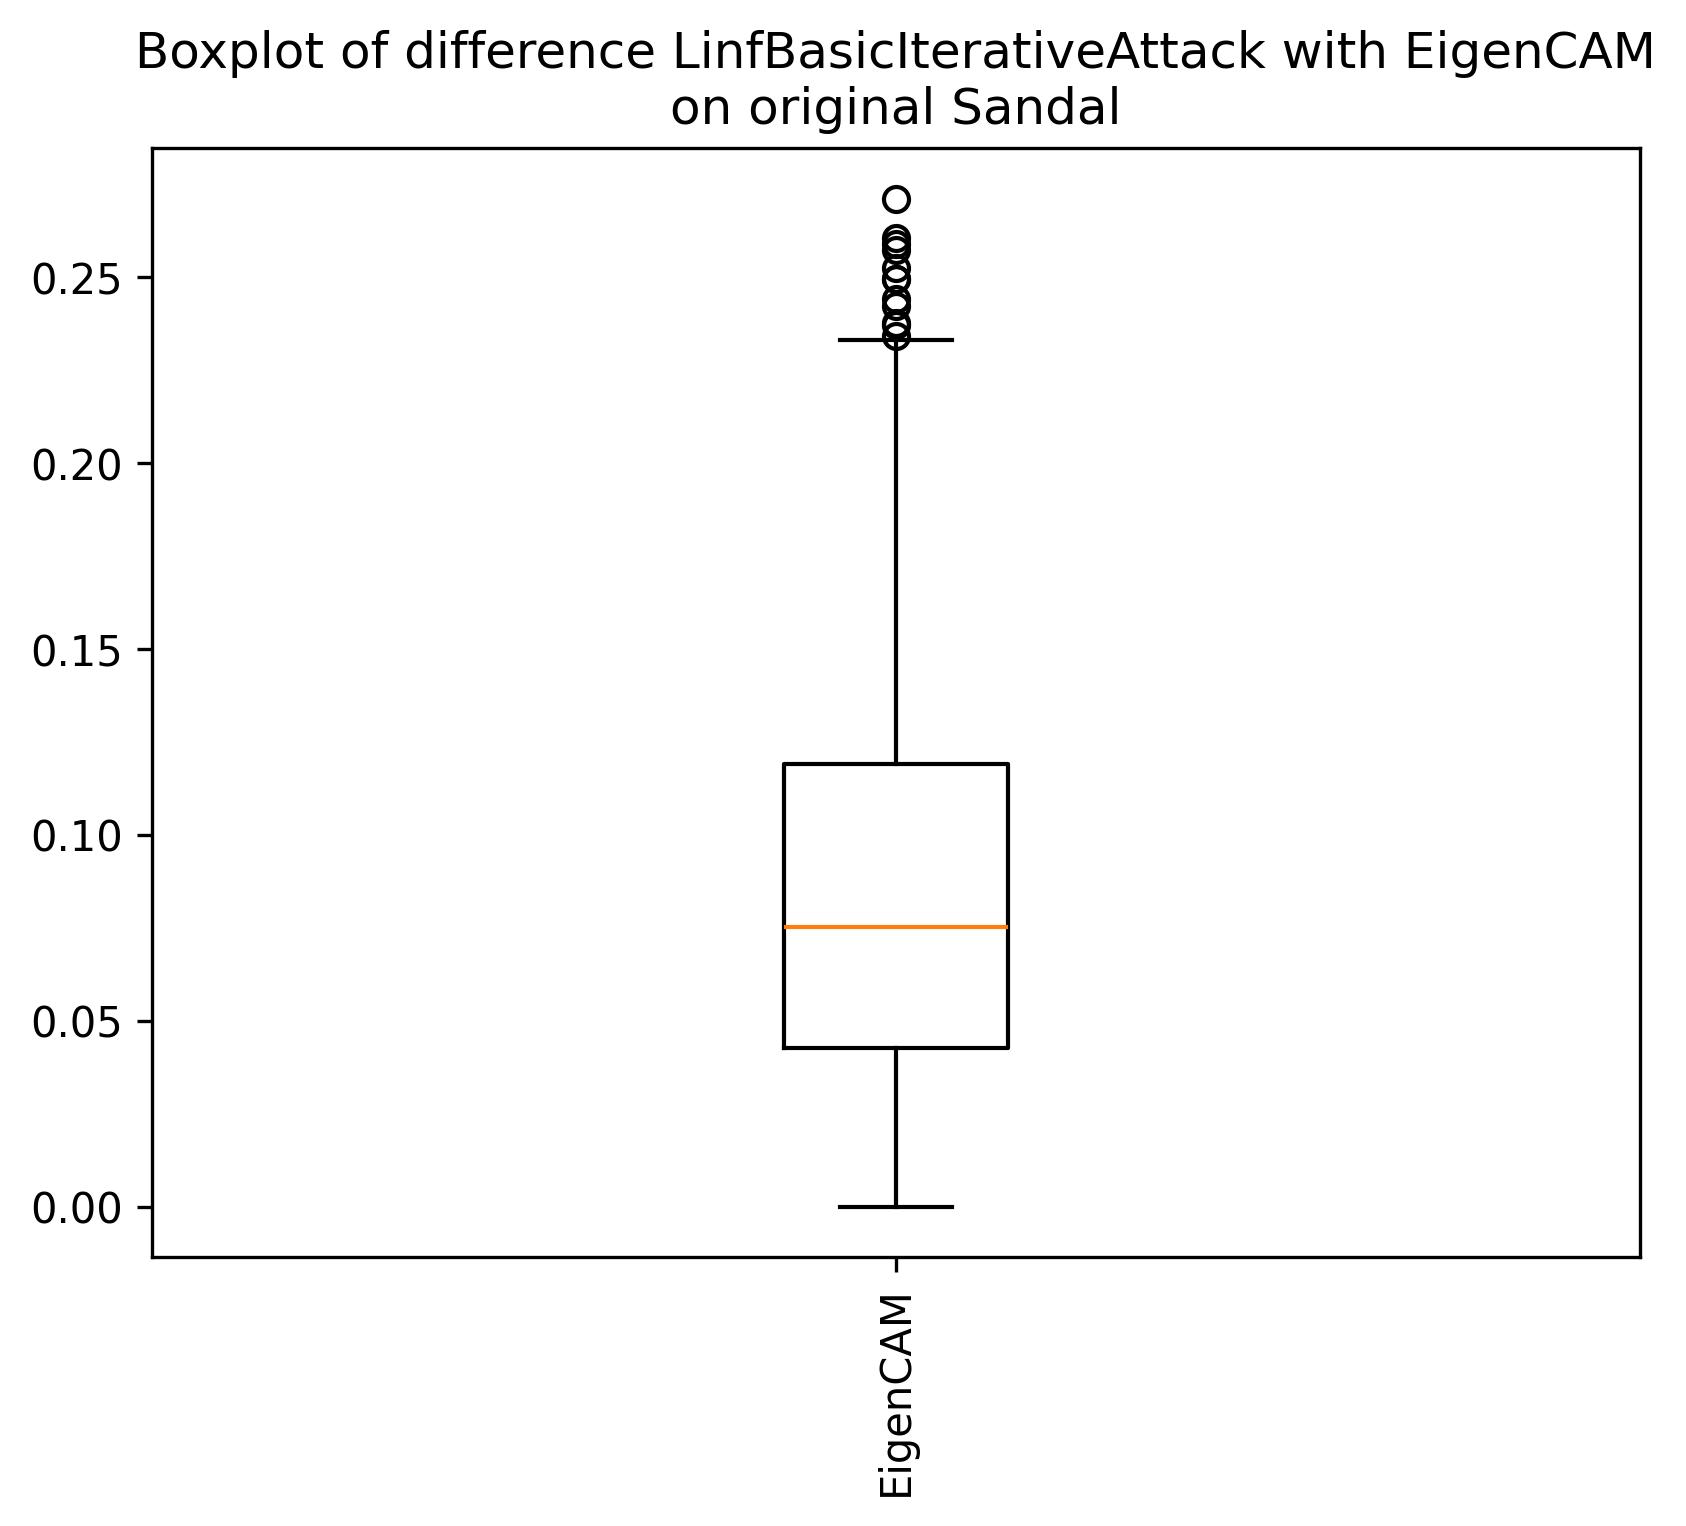 Boxplot of difference LinfBasicIterativeAttack with EigenCAM
on original Sandal
0.25
0.20
0.15
0.10
0.05
0.00
EigenCAM